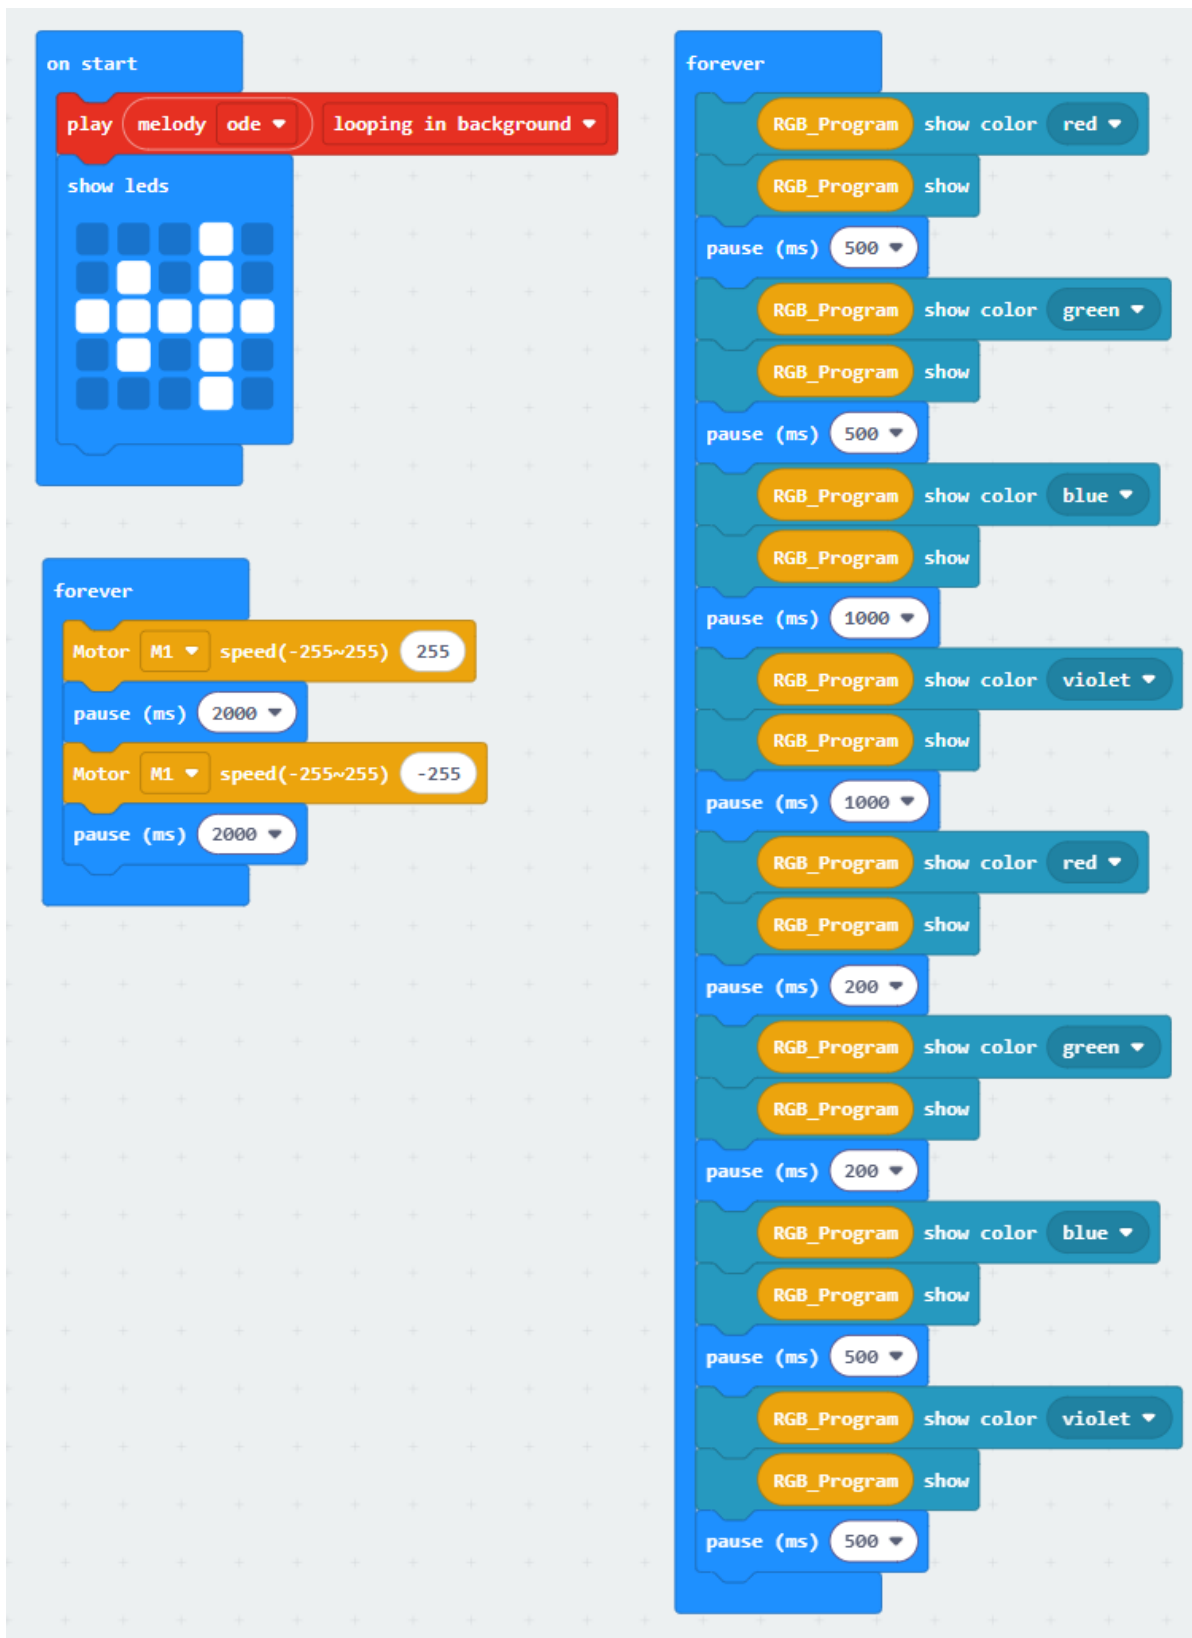 on start
play melody ode looping in background
show leds
forever
Motor M1 speed(-255~255) 255
pause (ms) 2000
Motor M1 speed(-255~255) -255
pause (ms) 2000
forever
RGB_Program show color red
RGB_Program show
pause (ms) 500
RGB_Program show color green
RGB_Program show
pause (ms) 500
RGB_Program show color blue
RGB_Program show
pause (ms) 1000
RGB_Program show color violet
RGB_Program show
pause (ms) 1000
RGB_Program show color red
RGB_Program show
pause (ms) 200
RGB_Program show color green
RGB_Program show
pause (ms) 200
RGB_Program show color blue
RGB_Program show
pause (ms) 500
RGB_Program show color violet
RGB_Program show
pause (ms) 500